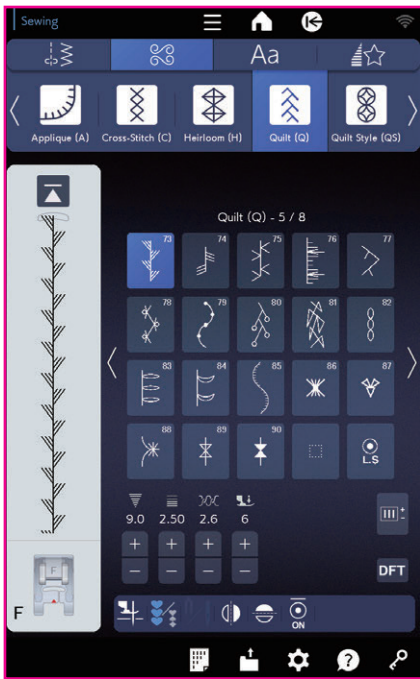 Sewing
Aa
Applique (A) Cross-Stitch (C) Heirloom (H) Quilt (Q) Quilt Style (QS)
Quilt (Q) - 5 / 8
73 74 75 76 77
78 79 80 81 82
83 84 85 86 87
88 89 90
L.S
9.0 2.50 2.6 6
+ + + +
− − − −
DFT
F
F
ON
?